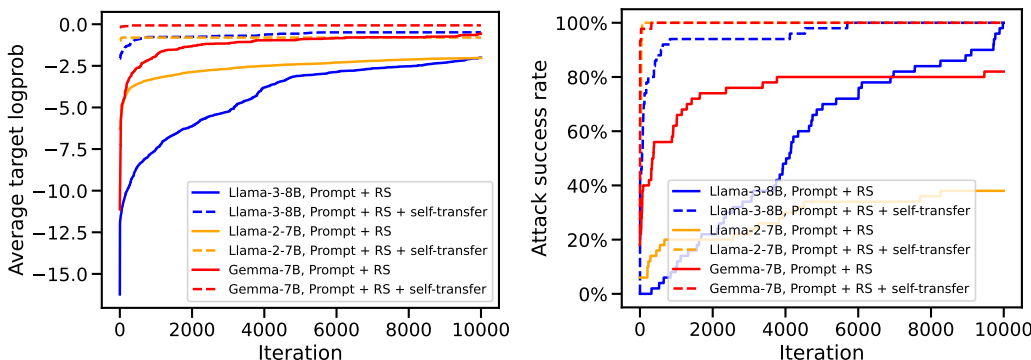 Average target logprob
0.0
−2.5
−5.0
−7.5
−10.0
−12.5
−15.0
Llama-3-8B, Prompt + RS
Llama-3-8B, Prompt + RS + self-transfer
Llama-2-7B, Prompt + RS
Llama-2-7B, Prompt + RS + self-transfer
Gemma-7B, Prompt + RS
Gemma-7B, Prompt + RS + self-transfer
0 2000 4000 6000 8000 10000
Iteration
Attack success rate
100%
80%
60%
40%
20%
0%
Llama-3-8B, Prompt + RS
Llama-3-8B, Prompt + RS + self-transfer
Llama-2-7B, Prompt + RS
Llama-2-7B, Prompt + RS + self-transfer
Gemma-7B, Prompt + RS
Gemma-7B, Prompt + RS + self-transfer
0 2000 4000 6000 8000 10000
Iteration